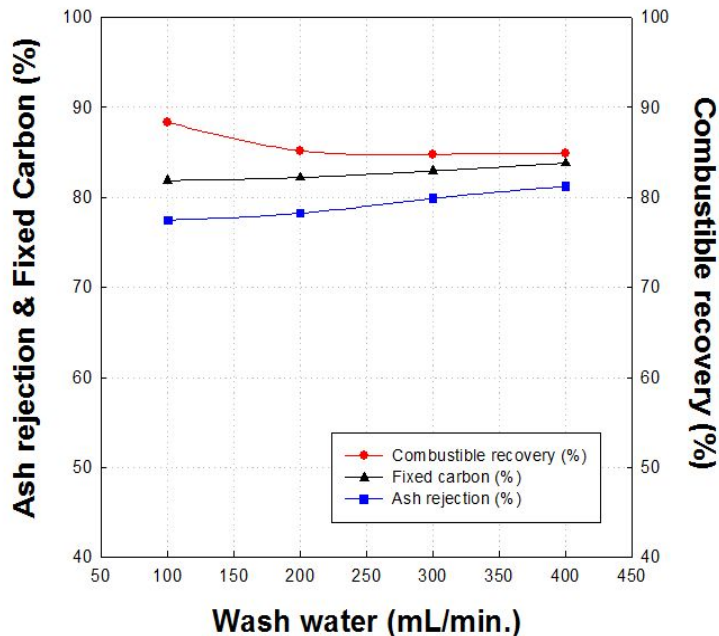 100
90
80
70
60
50
40
Ash rejection & Fixed Carbon (%)
100
90
80
70
60
50
40
Combustible recovery (%)
Combustible recovery (%)
Fixed carbon (%)
Ash rejection (%)
50 100 150 200 250 300 350 400 450
Wash water (mL/min.)